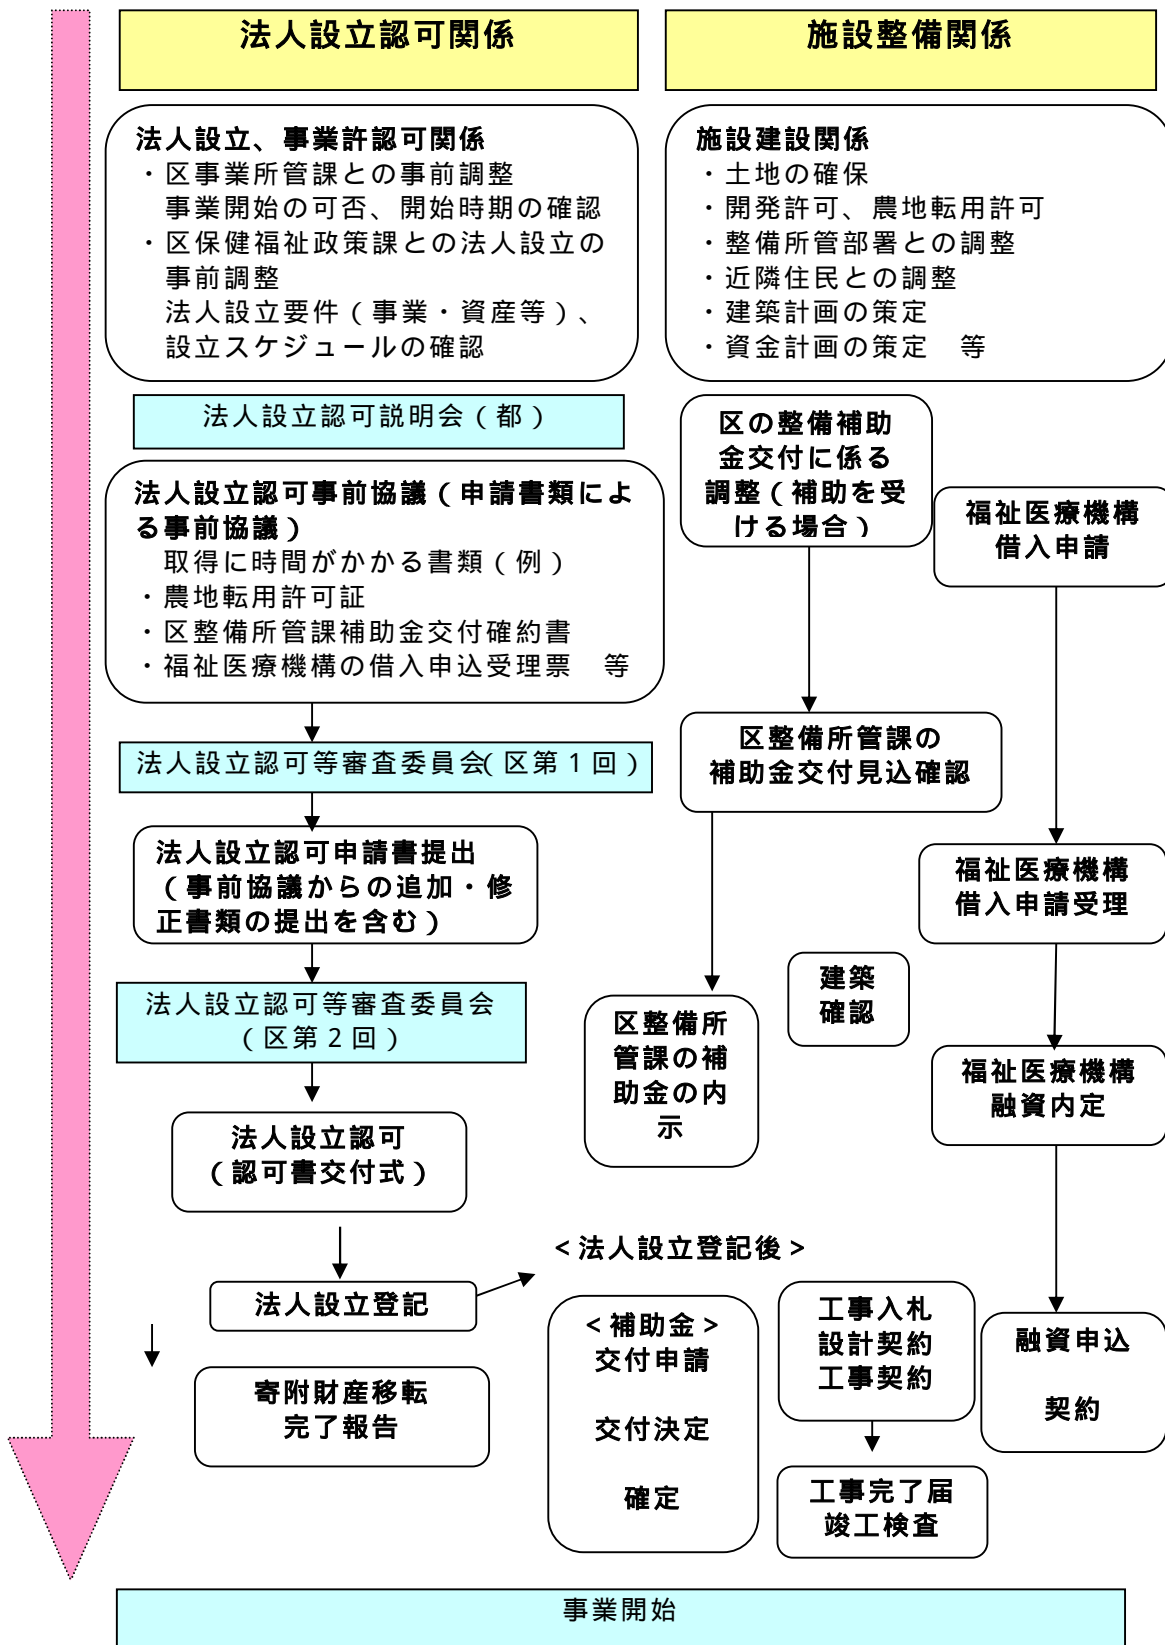 法人設立認可関係
施設整備関係
法人設立、事業許認可関係
・区事業所管課との事前調整
事業開始の可否、開始時期の確認
・区保健福祉政策課との法人設立の
事前調整
法人設立要件（事業・資産等）、
設立スケジュールの確認
施設建設関係
・土地の確保
・開発許可、農地転用許可
・整備所管部署との調整
・近隣住民との調整
・建築計画の策定
・資金計画の策定　等
法人設立認可説明会（都）
区の整備補助
金交付に係る
調整（補助を受
ける場合）
福祉医療機構
借入申請
法人設立認可事前協議（申請書類によ
る事前協議）
取得に時間がかかる書類（例）
・農地転用許可証
・区整備所管課補助金交付確約書
・福祉医療機構の借入申込受理票　等
区整備所管課の
補助金交付見込確認
法人設立認可等審査委員会（区第1回）
法人設立認可申請書提出
（事前協議からの追加・修
正書類の提出を含む）
福祉医療機構
借入申請受理
法人設立認可等審査委員会
（区第2回）
建築
確認
区整備所
管課の補
助金の内
示
福祉医療機構
融資内定
法人設立認可
（認可書交付式）
＜法人設立登記後＞
法人設立登記
寄附財産移転
完了報告
＜補助金＞
交付申請
交付決定
確定
工事入札
設計契約
工事契約
融資申込
契約
工事完了届
竣工検査
事業開始